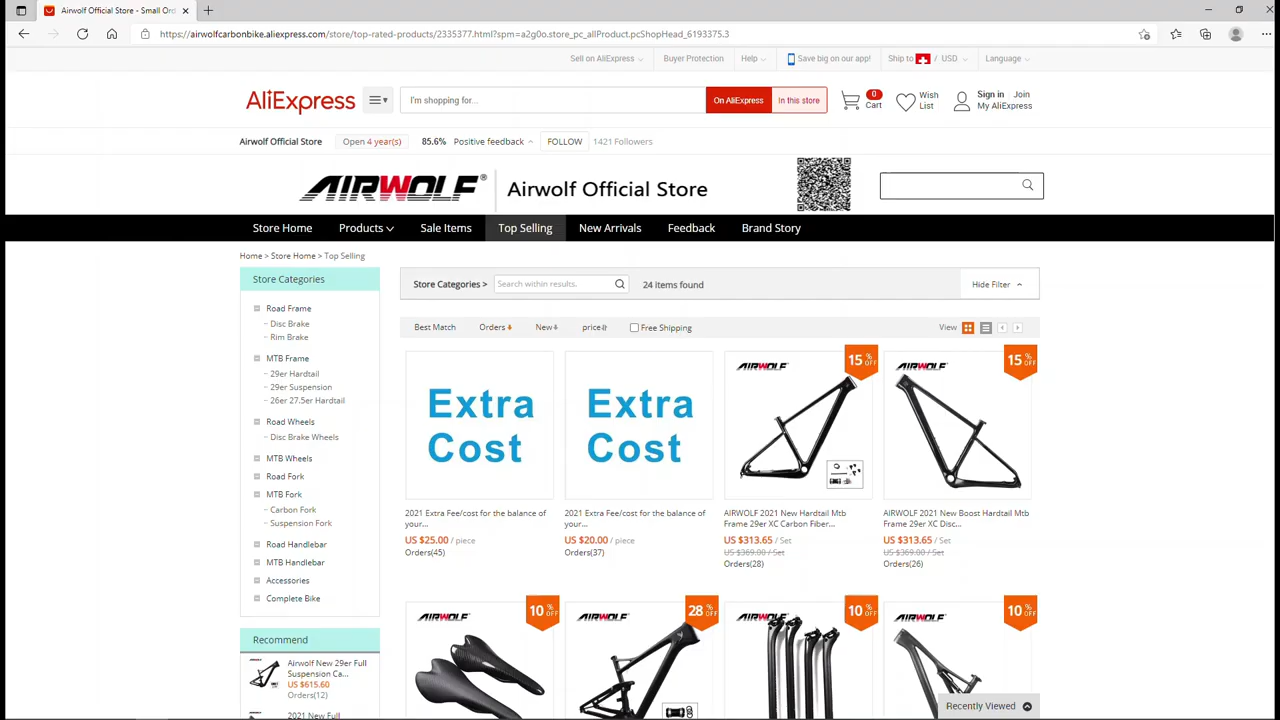 Airwolf Official Store - Small Ord
https://airwolfcarbonbike.aliexpress.com/store/top-rated-products/2335377.html?spm=a2g0o.store_pc_allProduct.pcShopHead_6193375.3
Sell on AliExpress
Buyer Protection
Help
Save big on our app!
Ship to / USD
Language
AliExpress
I'm shopping for...
On AliExpress
In this store
0
Cart
Wish
List
Sign in Join
My AliExpress
Airwolf Official Store
Open 4 year(s)
85.6% Positive feedback
FOLLOW
1421 Followers
AIRWOLF®
Airwolf Official Store
Store Home
Products
Sale Items
Top Selling
New Arrivals
Feedback
Brand Story
Home > Store Home > Top Selling
Store Categories
Road Frame
Disc Brake
Rim Brake
MTB Frame
29er Hardtail
29er Suspension
26er 27.5er Hardtail
Road Wheels
Disc Brake Wheels
MTB Wheels
Road Fork
MTB Fork
Carbon Fork
Suspension Fork
Road Handlebar
MTB Handlebar
Accessories
Complete Bike
Recommend
Airwolf New 29er Full
Suspension Ca...
US $615.60
Orders(12)
2021 New Full
Store Categories >
Search within results.
24 items found
Hide Filter
Best Match
Orders
New
price
Free Shipping
View
Extra
Cost
2021 Extra Fee/cost for the balance of
your...
US $25.00 / piece
Orders(45)
Extra
Cost
2021 Extra Fee/cost for the balance of
your...
US $20.00 / piece
Orders(37)
AIRWOLF
15 % OFF
AIRWOLF 2021 New Hardtail Mtb
Frame 29er XC Carbon Fiber...
US $313.65 / Set
US $369.00 / Set
Orders(28)
AIRWOLF
15 % OFF
AIRWOLF 2021 New Boost Hardtail Mtb
Frame 29er XC Disc...
US $313.65 / Set
US $369.00 / Set
Orders(26)
AIRWOLF
10 % OFF
AIRWOLF
28 % OFF
AIRWOLF
10 % OFF
AIRWOLF
10 % OFF
Recently Viewed